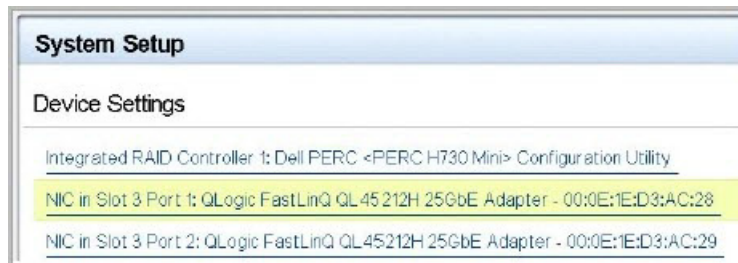 System Setup
Device Settings
Integrated RAID Controller 1: Dell PERC <PERC H730 Mini> Configuration Utility
NIC in Slot 3 Port 1: QLogic FastLinQ QL45212H 25GbE Adapter - 00:0E:1E:D3:AC:28
NIC in Slot 3 Port 2: QLogic FastLinQ QL45212H 25GbE Adapter - 00:0E:1E:D3:AC:29